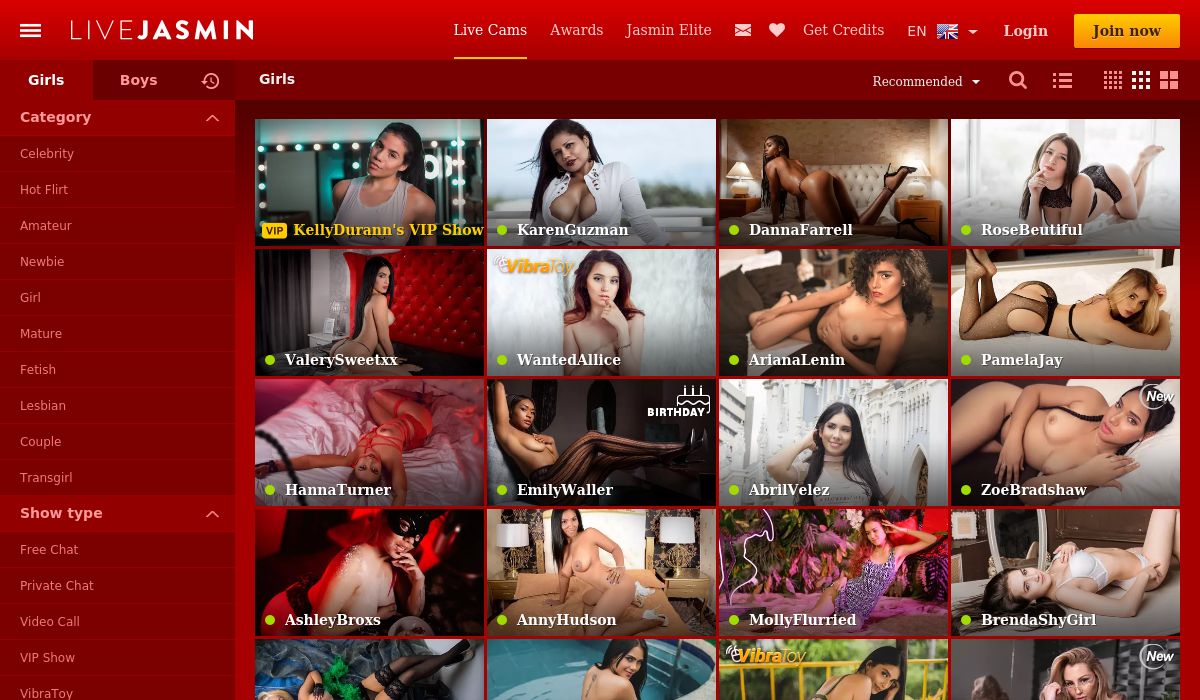 LIVEJASMIN
Live Cams
Awards
Jasmin Elite
Get Credits
EN
Login
Join now
Girls
Boys
Girls
Recommended
Category
Celebrity
Hot Flirt
Amateur
Newbie
Girl
Mature
Fetish
Lesbian
Couple
Transgirl
Show type
Free Chat
Private Chat
Video Call
VIP Show
VibraToy
VIP KellyDurann's VIP Show
KarenGuzman
DannaFarrell
RoseBeutiful
VibraToy
ValerySweetxx
WantedAllice
ArianaLenin
PamelaJay
BIRTHDAY
New
HannaTurner
EmilyWaller
AbrilVelez
ZoeBradshaw
AshleyBroxs
AnnyHudson
MollyFlurried
BrendaShyGirl
VibraToy
New